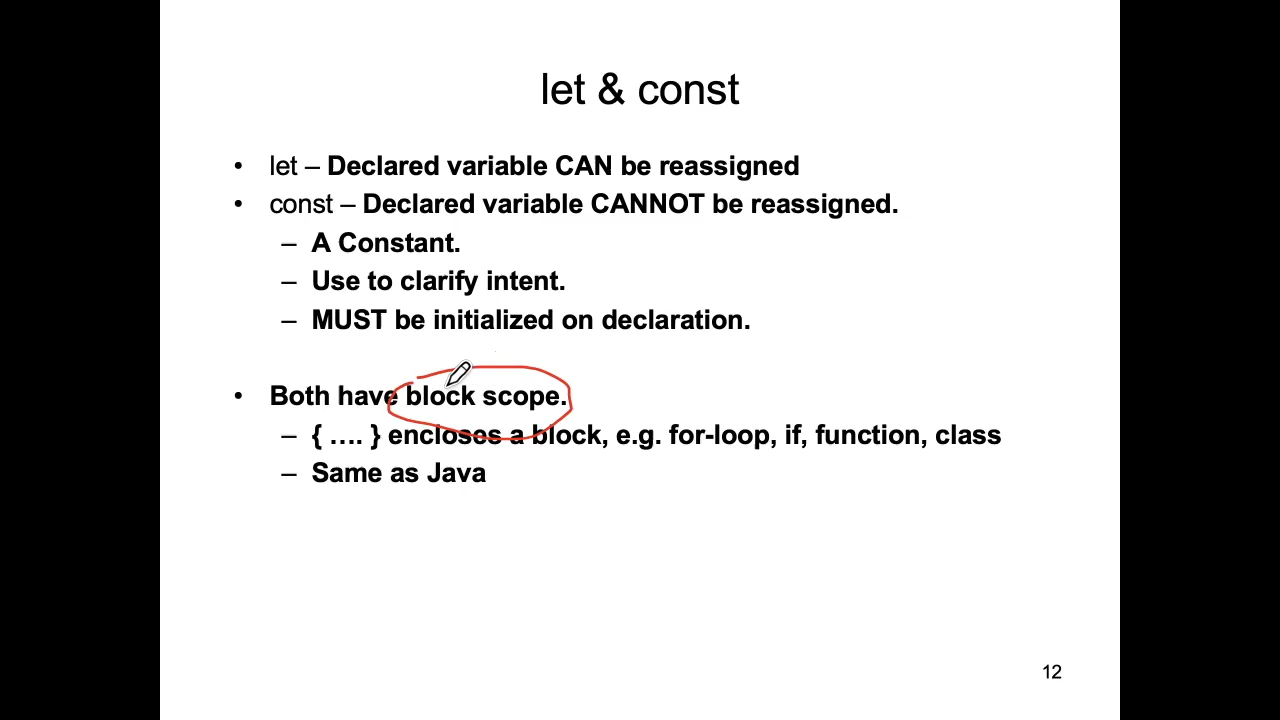 let & const
• let – Declared variable CAN be reassigned
• const – Declared variable CANNOT be reassigned.
– A Constant.
– Use to clarify intent.
– MUST be initialized on declaration.
• Both have block scope.
– { …. } encloses a block, e.g. for-loop, if, function, class
– Same as Java
12